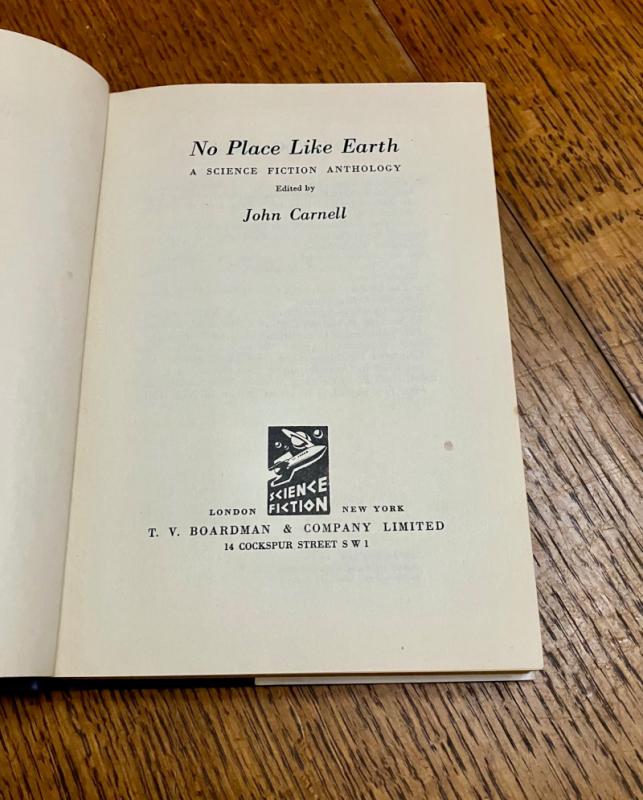 No Place Like Earth
A SCIENCE FICTION ANTHOLOGY
Edited by
John Carnell
SCIENCE
FICTION
LONDON NEW YORK
T. V. BOARDMAN & COMPANY LIMITED
14 COCKSPUR STREET S W 1